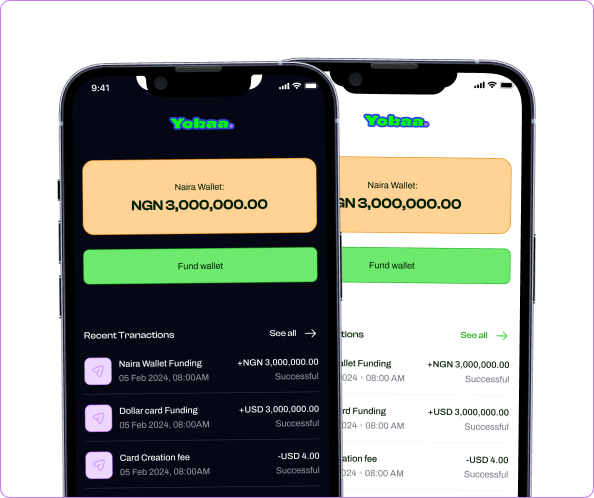 9:41
Yobaa.
Naira Wallet:
NGN 3,000,000.00
Fund wallet
Recent Tranactions
See all
Naira Wallet Funding
+NGN 3,000,000.00
05 Feb 2024, 08:00AM
Successful
Dollar card Funding
+USD 3,000,000.00
05 Feb 2024, 08:00AM
Successful
Card Creation fee
-USD 4.00
05 Feb 2024, 08:00AM
Successful
Yobaa.
Naira Wallet:
GN 3,000,000.00
Fund wallet
tions
See all
allet Funding
+NGN 3,000,000.00
2024 • 08:00 AM
Successful
rd Funding
+USD 3,000,000.00
2024 • 08:00 AM
Successful
ation fee
-USD 4.00
2024 • 08:00 AM
Successful